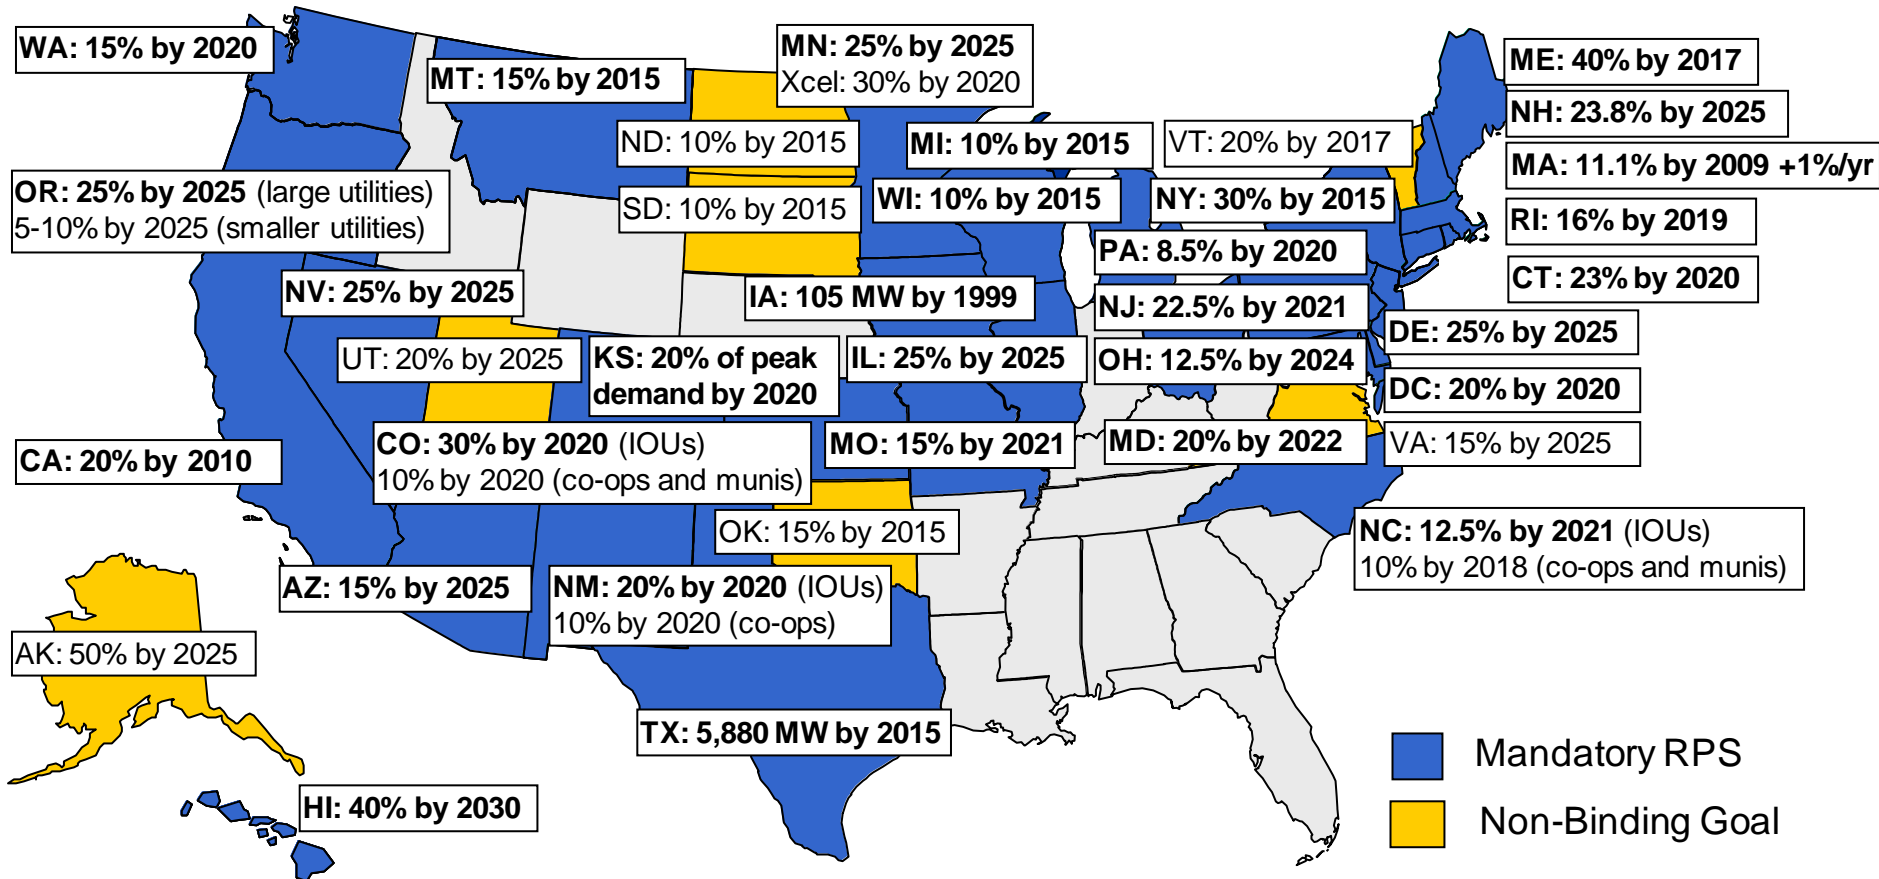 WA: 15% by 2020
MT: 15% by 2015
MN: 25% by 2025
Xcel: 30% by 2020
ME: 40% by 2017
NH: 23.8% by 2025
ND: 10% by 2015
MI: 10% by 2015
VT: 20% by 2017
MA: 11.1% by 2009 +1%/yr
OR: 25% by 2025 (large utilities)
5-10% by 2025 (smaller utilities)
SD: 10% by 2015
WI: 10% by 2015
NY: 30% by 2015
RI: 16% by 2019
PA: 8.5% by 2020
CT: 23% by 2020
NV: 25% by 2025
IA: 105 MW by 1999
NJ: 22.5% by 2021
DE: 25% by 2025
UT: 20% by 2025
KS: 20% of peak
demand by 2020
IL: 25% by 2025
OH: 12.5% by 2024
DC: 20% by 2020
CA: 20% by 2010
CO: 30% by 2020 (IOUs)
10% by 2020 (co-ops and munis)
MO: 15% by 2021
MD: 20% by 2022
VA: 15% by 2025
OK: 15% by 2015
NC: 12.5% by 2021 (IOUs)
10% by 2018 (co-ops and munis)
AZ: 15% by 2025
NM: 20% by 2020 (IOUs)
10% by 2020 (co-ops)
AK: 50% by 2025
TX: 5,880 MW by 2015
HI: 40% by 2030
Mandatory RPS
Non-Binding Goal